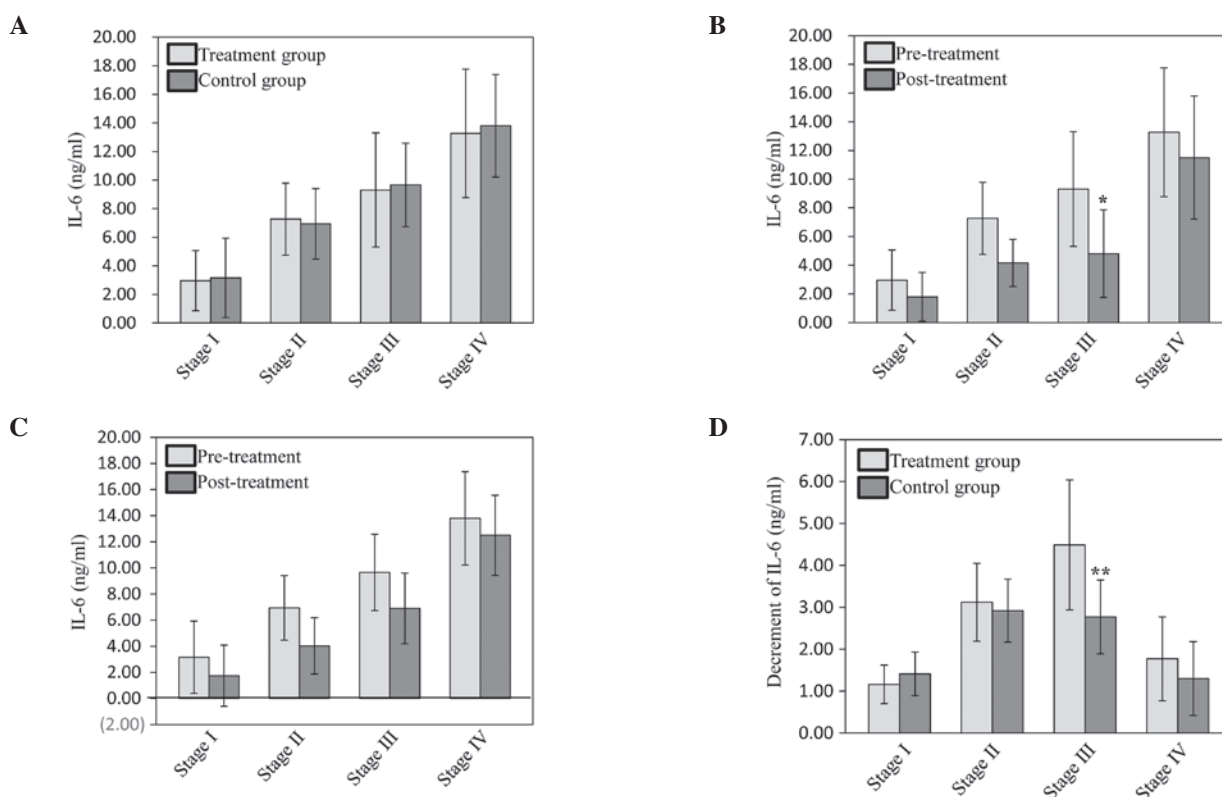 A
20.00
18.00
16.00
14.00
12.00
10.00
8.00
6.00
4.00
2.00
0.00
IL-6 (ng/ml)
Treatment group
Control group
Stage I
Stage II
Stage III
Stage IV
B
20.00
18.00
16.00
14.00
12.00
10.00
8.00
6.00
4.00
2.00
0.00
IL-6 (ng/ml)
Pre-treatment
Post-treatment
*
Stage I
Stage II
Stage III
Stage IV
C
20.00
18.00
16.00
14.00
12.00
10.00
8.00
6.00
4.00
2.00
0.00
(2.00)
IL-6 (ng/ml)
Pre-treatment
Post-treatment
Stage I
Stage II
Stage III
Stage IV
D
7.00
6.00
5.00
4.00
3.00
2.00
1.00
0.00
Decrement of IL-6 (ng/ml)
Treatment group
Control group
**
Stage I
Stage II
Stage III
Stage IV